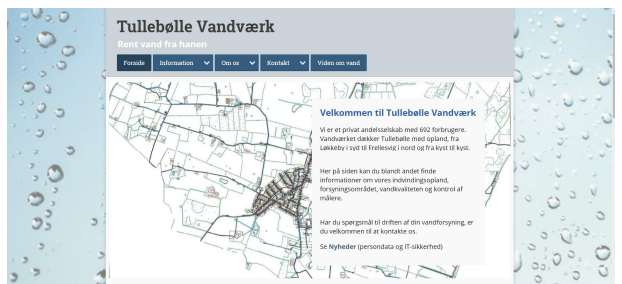 Tullebølle Vandværk
Rent vand fra hanen
Forside Information Om os Kontakt Viden om vand
Velkommen til Tullebølle Vandværk
Vi er et privat andelsselskab med 692 forbrugere.
Vandværket dækker Tullebølle med opland, fra
Løkkeby i syd til Frellesvig i nord og fra kyst til kyst.
Her på siden kan du blandt andet finde
informationer om vores indvindingsopland,
forsyningsområdet, vandkvaliteten og kontrol af
målere.
Har du spørgsmål til driften af din vandforsyning, er
du velkommen til at kontakte os.
Se Nyheder (persondata og IT-sikkerhed)